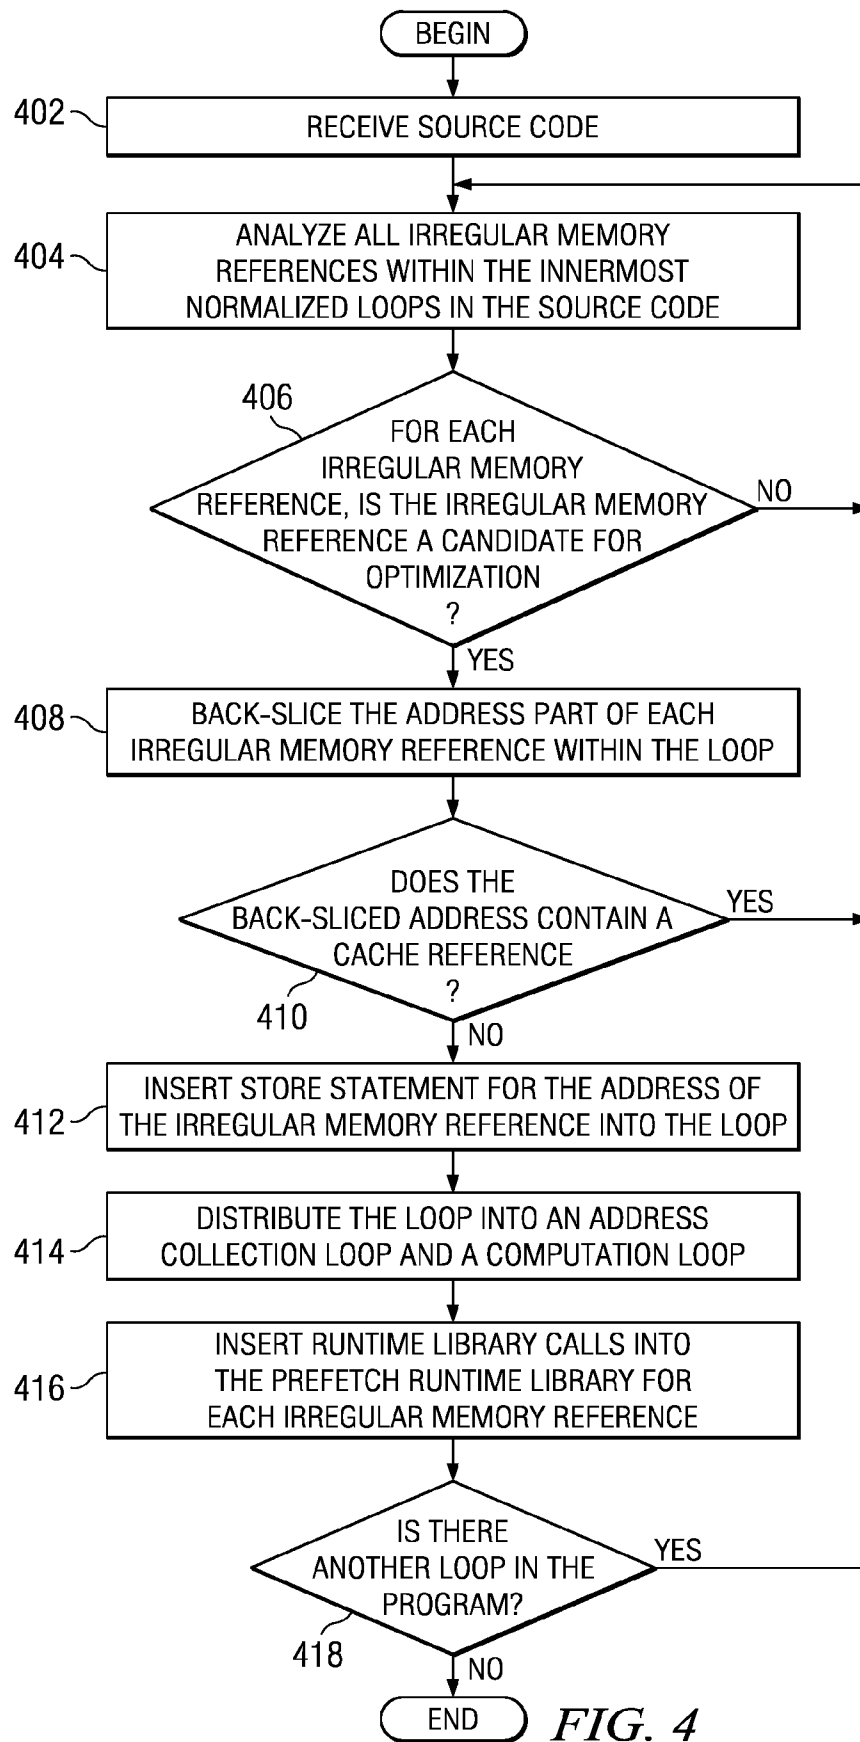 BEGIN
402
RECEIVE SOURCE CODE
404
ANALYZE ALL IRREGULAR MEMORY
REFERENCES WITHIN THE INNERMOST
NORMALIZED LOOPS IN THE SOURCE CODE
406
FOR EACH
IRREGULAR MEMORY
REFERENCE, IS THE IRREGULAR MEMORY
REFERENCE A CANDIDATE FOR
OPTIMIZATION
?
NO
YES
408
BACK-SLICE THE ADDRESS PART OF EACH
IRREGULAR MEMORY REFERENCE WITHIN THE LOOP
DOES THE
BACK-SLICED ADDRESS CONTAIN A
CACHE REFERENCE
?
YES
410
NO
412
INSERT STORE STATEMENT FOR THE ADDRESS OF
THE IRREGULAR MEMORY REFERENCE INTO THE LOOP
414
DISTRIBUTE THE LOOP INTO AN ADDRESS
COLLECTION LOOP AND A COMPUTATION LOOP
416
INSERT RUNTIME LIBRARY CALLS INTO
THE PREFETCH RUNTIME LIBRARY FOR
EACH IRREGULAR MEMORY REFERENCE
IS THERE
ANOTHER LOOP IN THE
PROGRAM?
YES
418
NO
END
FIG. 4